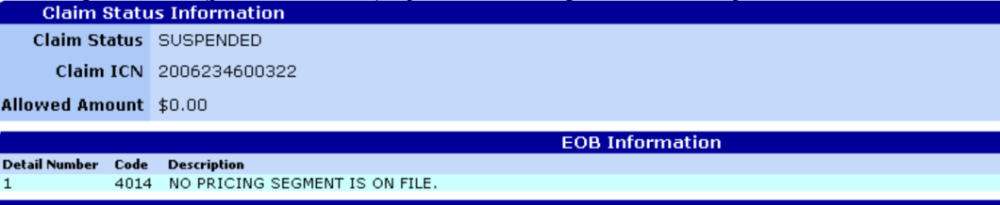 Claim Status Information
Claim Status SUSPENDED
Claim ICN 2006234600322
Allowed Amount $0.00
EOB Information
Detail Number Code Description
1 4014 NO PRICING SEGMENT IS ON FILE.